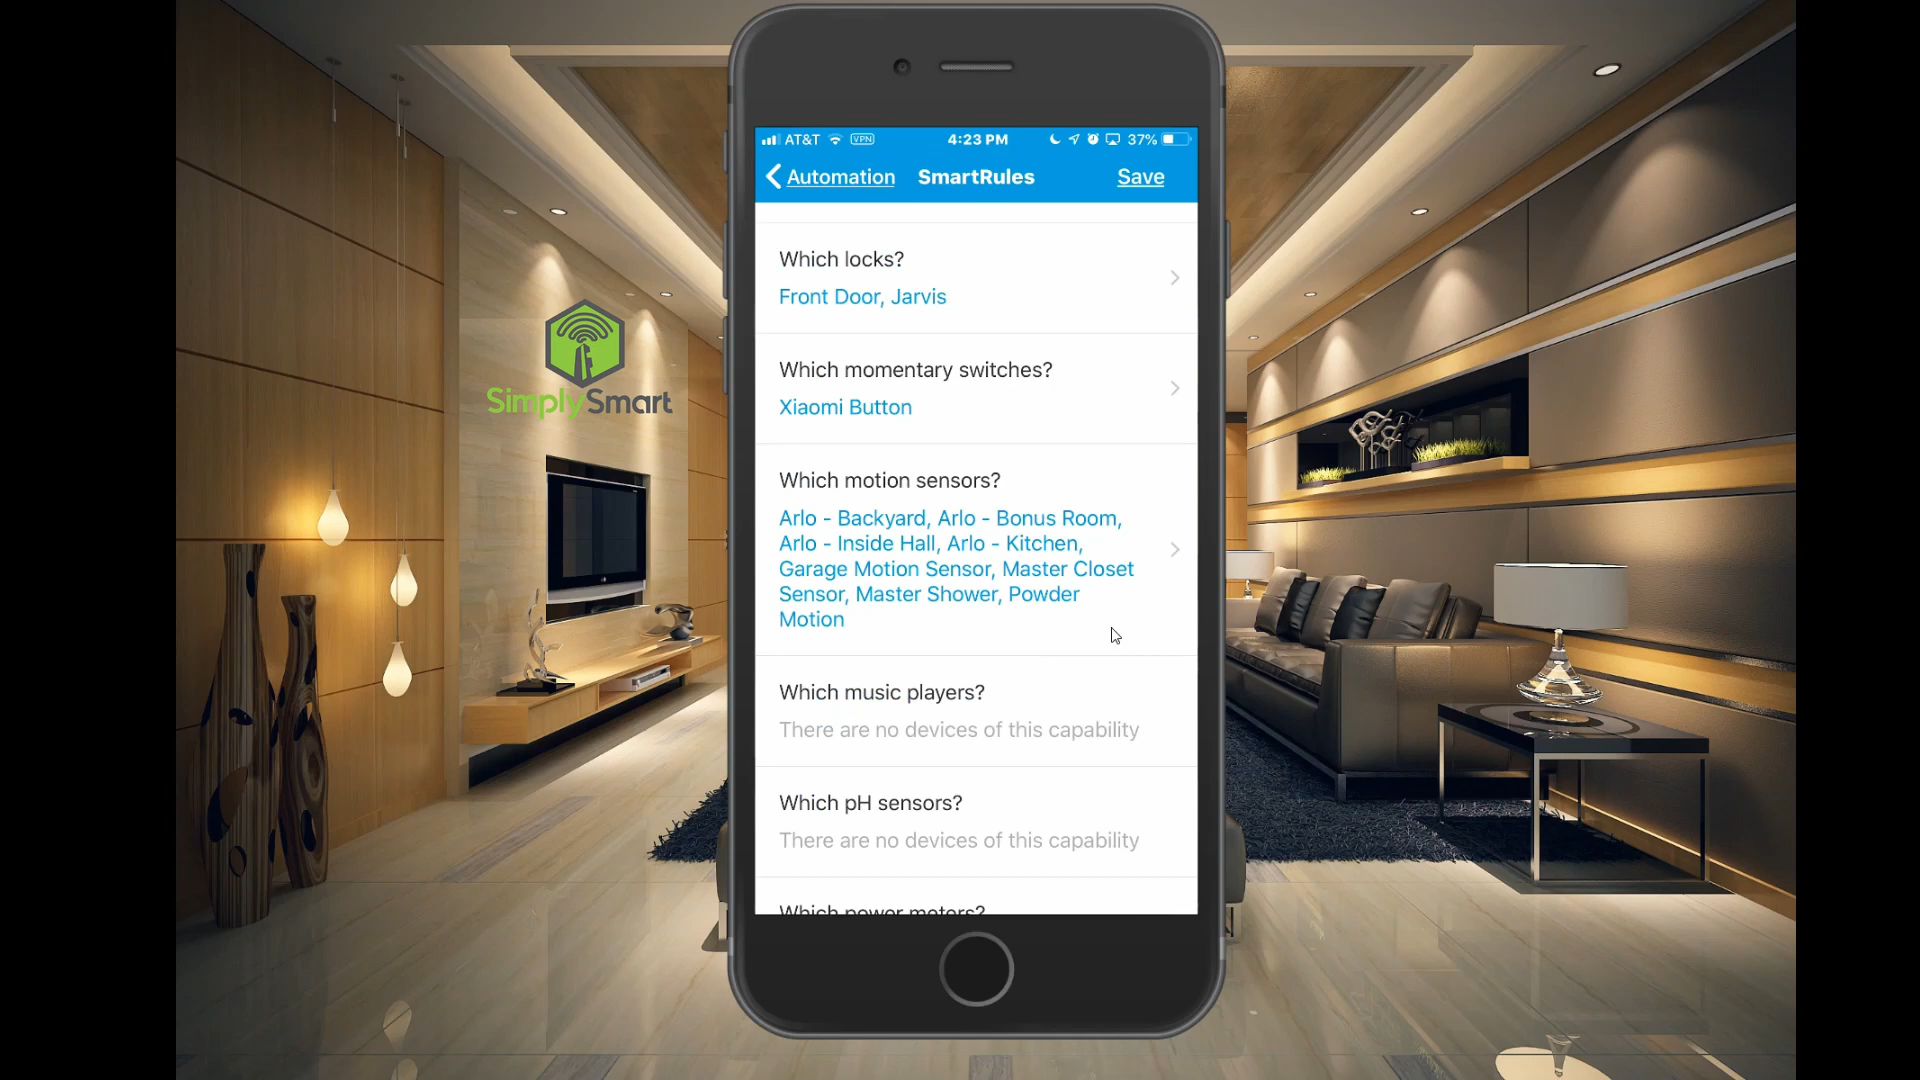 AT&T
VPN
4:23 PM
37%
Automation
SmartRules
Save
Which locks?
Front Door, Jarvis
Which momentary switches?
Xiaomi Button
Which motion sensors?
Arlo - Backyard, Arlo - Bonus Room,
Arlo - Inside Hall, Arlo - Kitchen,
Garage Motion Sensor, Master Closet
Sensor, Master Shower, Powder
Motion
Which music players?
There are no devices of this capability
Which pH sensors?
There are no devices of this capability
Which power meters?
SimplySmart